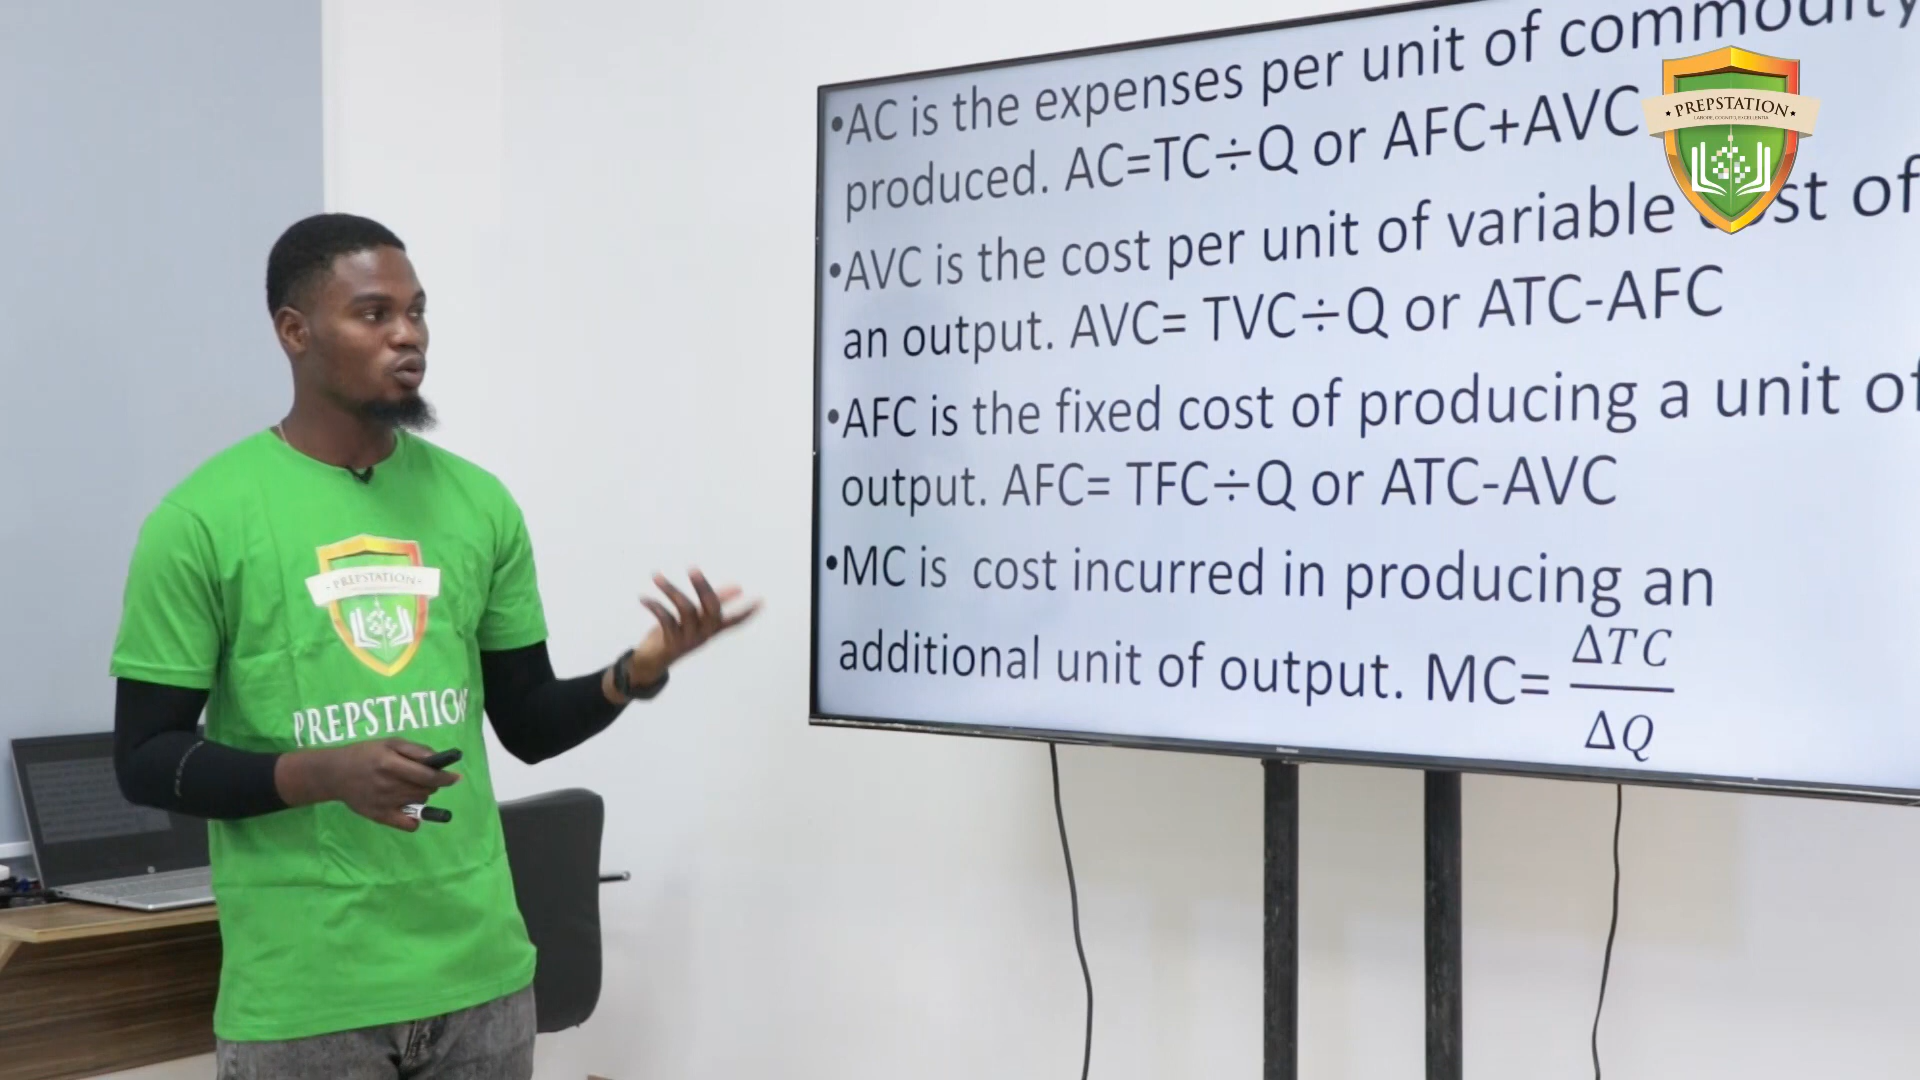 •AC is the expenses per unit of commodity
produced. AC=TC÷Q or AFC+AVC
•AVC is the cost per unit of variable cost of
an output. AVC= TVC÷Q or ATC-AFC
•AFC is the fixed cost of producing a unit of
output. AFC= TFC÷Q or ATC-AVC
•MC is cost incurred in producing an
additional unit of output. MC= ΔTC
ΔQ
PREPSTATION
PREPSTATION
PREPSTATION